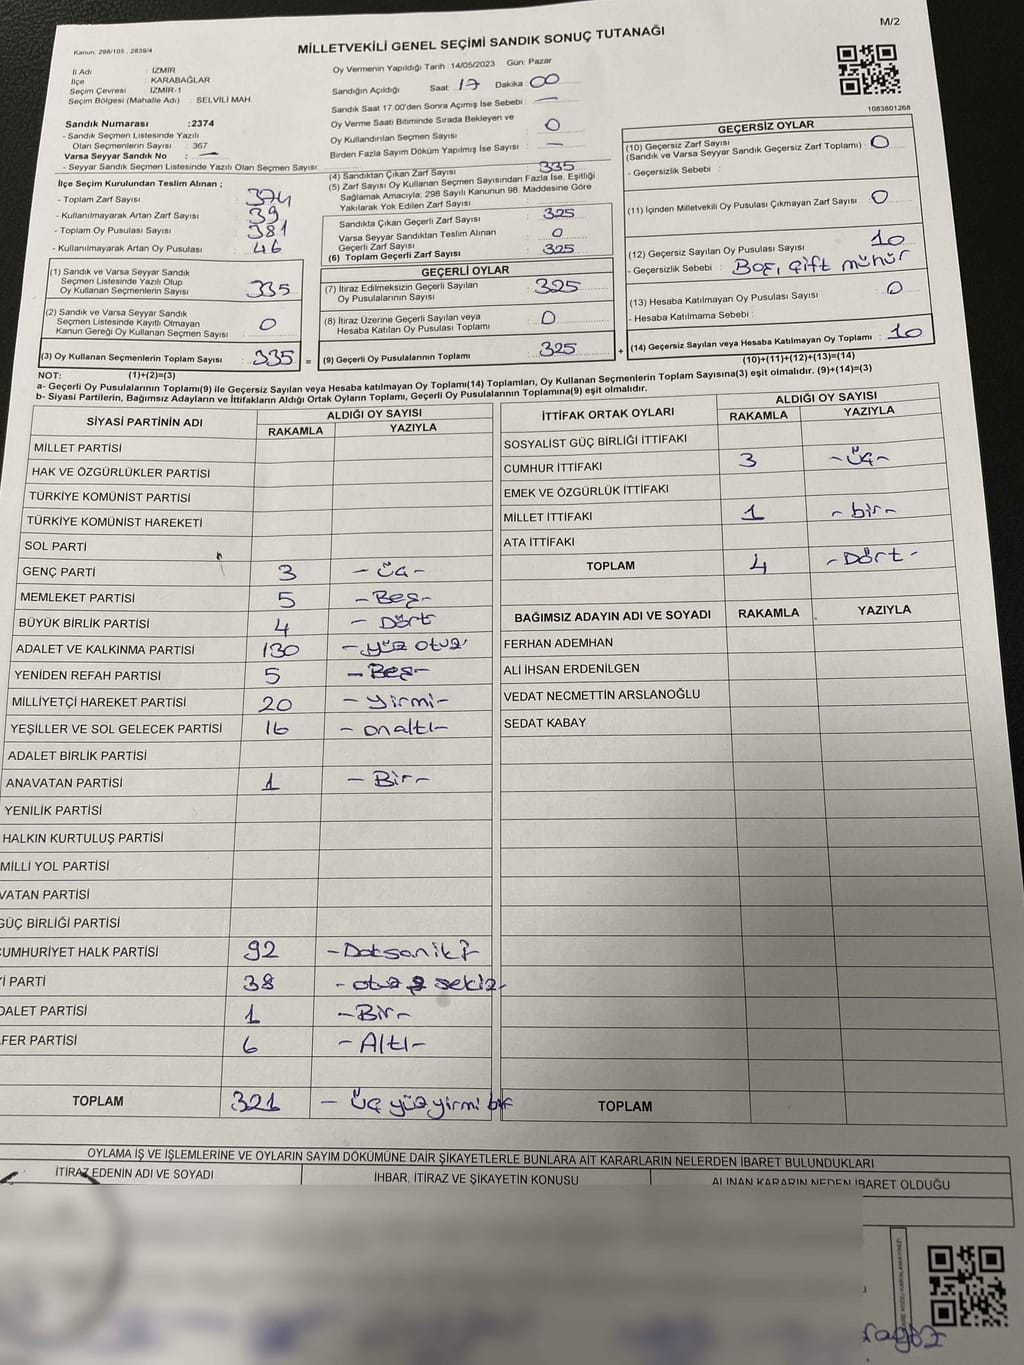 M/2
Kanun: 298/105 , 2839/4
MİLLETVEKİLİ GENEL SEÇİMİ SANDIK SONUÇ TUTANAĞI
İl Adı : İZMİR
İlçe : KARABAĞLAR
Seçim Çevresi : İZMİR-1
Seçim Bölgesi (Mahalle Adı) : SELVİLİ MAH
Sandık Numarası :2374
- Sandık Seçmen Listesinde Yazılı
Olan Seçmenlerin Sayısı : 367
Varsa Seyyar Sandık No : —
- Seyyar Sandık Seçmen Listesinde Yazılı Olan Seçmen Sayısı:
İlçe Seçim Kurulundan Teslim Alınan ;
- Toplam Zarf Sayısı : 374
- Kullanılmayarak Artan Zarf Sayısı : 39
- Toplam Oy Pusulası Sayısı : 381
- Kullanılmayarak Artan Oy Pusulası : 46
(1) Sandık ve Varsa Seyyar Sandık
Seçmen Listesinde Yazılı Olup
Oy Kullanan Seçmenlerin Sayısı : 335
(2) Sandık ve Varsa Seyyar Sandık
Seçmen Listesinde Kayıtlı Olmayan
Kanun Gereği Oy Kullanan Seçmen Sayısı : 0
(3) Oy Kullanan Seçmenlerin Toplam Sayısı : 335 =
(1)+(2)=(3)
Oy Vermenin Yapıldığı Tarih : 14/05/2023 Gün: Pazar
Sandığın Açıldığı Saat: 17 Dakika: 00
Sandık Saat 17.00'den Sonra Açımış İse Sebebi : —
Oy Verme Saati Bitiminde Sırada Bekleyen ve
Oy Kullandırılan Seçmen Sayısı : 0
Birden Fazla Sayım Döküm Yapılmış İse Sayısı : —
(4) Sandıktan Çıkan Zarf Sayısı : 335
(5) Zarf Sayısı Oy Kullanan Seçmen Sayısından Fazla İse, Eşitliği
Sağlamak Amacıyla, 298 Sayılı Kanunun 98. Maddesine Göre
Yakılarak Yok Edilen Zarf Sayısı :
Sandıkta Çıkan Geçerli Zarf Sayısı : 325
Varsa Seyyar Sandıktan Teslim Alınan
Geçerli Zarf Sayısı : 0
(6) Toplam Geçerli Zarf Sayısı : 325
GEÇERLİ OYLAR
(7) İtiraz Edilmeksizin Geçerli Sayılan
Oy Pusulalarının Sayısı : 325
(8) İtiraz Üzerine Geçerli Sayılan veya
Hesaba Katılan Oy Pusulası Toplamı : 0
(9) Geçerli Oy Pusulalarının Toplamı : 325 +
1083801268
GEÇERSİZ OYLAR
(10) Geçersiz Zarf Sayısı
(Sandık ve Varsa Seyyar Sandık Geçersiz Zarf Toplamı) : 0
- Geçersizlik Sebebi :
(11) İçinden Milletvekili Oy Pusulası Çıkmayan Zarf Sayısı : 0
(12) Geçersiz Sayılan Oy Pusulası Sayısı : 10
- Geçersizlik Sebebi : Boş, çift mühür
(13) Hesaba Katılmayan Oy Pusulası Sayısı : 0
- Hesaba Katılmama Sebebi :
(14) Geçersiz Sayılan veya Hesaba Katılmayan Oy Toplamı : 10
(10)+(11)+(12)+(13)=(14)
NOT:
a- Geçerli Oy Pusulalarının Toplamı(9) ile Geçersiz Sayılan veya Hesaba katılmayan Oy Toplamı(14) Toplamları, Oy Kullanan Seçmenlerin Toplam Sayısına(3) eşit olmalıdır. (9)+(14)=(3)
b- Siyasi Partilerin, Bağımsız Adayların ve İttifakların Aldığı Ortak Oyların Toplamı, Geçerli Oy Pusulalarının Toplamına(9) eşit olmalıdır.
SİYASİ PARTİNİN ADI
ALDIĞI OY SAYISI
RAKAMLA YAZIYLA
MİLLET PARTİSİ
HAK VE ÖZGÜRLÜKLER PARTİSİ
TÜRKİYE KOMÜNİST PARTİSİ
TÜRKİYE KOMÜNİST HAREKETİ
SOL PARTİ
GENÇ PARTİ 3 - üç -
MEMLEKET PARTİSİ 5 - Beş -
BÜYÜK BİRLİK PARTİSİ 4 - Dört
ADALET VE KALKINMA PARTİSİ 130 - yüz otuz
YENİDEN REFAH PARTİSİ 5 - Beş -
MİLLİYETÇİ HAREKET PARTİSİ 20 - yirmi -
YEŞİLLER VE SOL GELECEK PARTİSİ 16 - onaltı -
ADALET BİRLİK PARTİSİ
ANAVATAN PARTİSİ 1 - Bir -
YENİLİK PARTİSİ
HALKIN KURTULUŞ PARTİSİ
MİLLİ YOL PARTİSİ
VATAN PARTİSİ
GÜÇ BİRLİĞİ PARTİSİ
CUMHURİYET HALK PARTİSİ 92 - Doksaniki -
İ PARTİ 38 - otuz sekiz -
DALET PARTİSİ 1 - Bir -
FER PARTİSİ 6 - Altı -
TOPLAM 321 - üç yüz yirmi bir
İTTİFAK ORTAK OYLARI
ALDIĞI OY SAYISI
RAKAMLA YAZIYLA
SOSYALİST GÜÇ BİRLİĞİ İTTİFAKI
CUMHUR İTTİFAKI 3 - üç -
EMEK VE ÖZGÜRLÜK İTTİFAKI
MİLLET İTTİFAKI 1 - bir -
ATA İTTİFAKI
TOPLAM 4 - Dört -
BAĞIMSIZ ADAYIN ADI VE SOYADI RAKAMLA YAZIYLA
FERHAN ADEMHAN
ALİ İHSAN ERDENİLGEN
VEDAT NECMETTİN ARSLANOĞLU
SEDAT KABAY
TOPLAM
OYLAMA İŞ VE İŞLEMLERİNE VE OYLARIN SAYIM DÖKÜMÜNE DAİR ŞİKAYETLERLE BUNLARA AİT KARARLARIN NELERDEN İBARET BULUNDUKLARI
İTİRAZ EDENİN ADI VE SOYADI
İHBAR, İTİRAZ VE ŞİKAYETİN KONUSU
ALINAN KARARIN NEDEN İBARET OLDUĞU